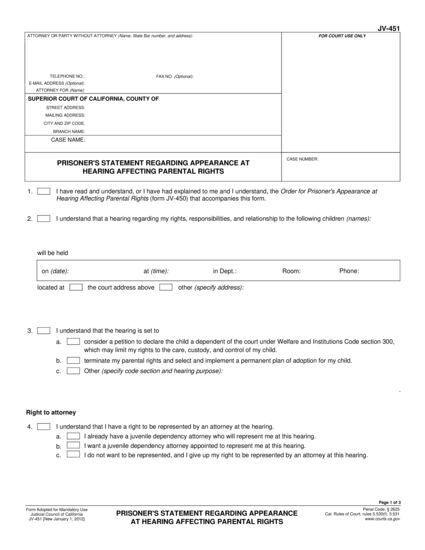 JV-451
ATTORNEY OR PARTY WITHOUT ATTORNEY (Name, State Bar number, and address):
FOR COURT USE ONLY
TELEPHONE NO.: FAX NO. (Optional):
E-MAIL ADDRESS (Optional):
ATTORNEY FOR (Name):
SUPERIOR COURT OF CALIFORNIA, COUNTY OF
STREET ADDRESS:
MAILING ADDRESS:
CITY AND ZIP CODE:
BRANCH NAME:
CASE NAME:
PRISONER'S STATEMENT REGARDING APPEARANCE AT
HEARING AFFECTING PARENTAL RIGHTS
CASE NUMBER:
1. I have read and understand, or I have had explained to me and I understand, the Order for Prisoner's Appearance at
Hearing Affecting Parental Rights (form JV-450) that accompanies this form.
2. I understand that a hearing regarding my rights, responsibilities, and relationship to the following children (names):
will be held
on (date): at (time): in Dept.: Room: Phone:
located at the court address above other (specify address):
3. I understand that the hearing is set to
a. consider a petition to declare the child a dependent of the court under Welfare and Institutions Code section 300,
which may limit my rights to the care, custody, and control of my child.
b. terminate my parental rights and select and implement a permanent plan of adoption for my child.
c. Other (specify code section and hearing purpose):
.
Right to attorney
4. I understand that I have a right to be represented by an attorney at the hearing.
a. I already have a juvenile dependency attorney who will represent me at this hearing.
b. I want a juvenile dependency attorney appointed to represent me at this hearing.
c. I do not want to be represented, and I give up my right to be represented by an attorney at this hearing.
Page 1 of 3
Form Adopted for Mandatory Use
Judicial Council of California
JV-451 [New January 1, 2012]
PRISONER'S STATEMENT REGARDING APPEARANCE
AT HEARING AFFECTING PARENTAL RIGHTS
Penal Code, § 2625
Cal. Rules of Court, rules 5.530(f), 5.531
www.courts.ca.gov